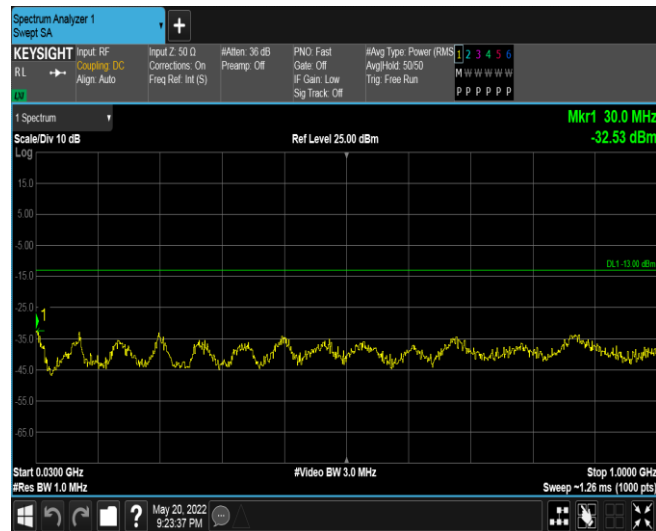 Spectrum Analyzer 1
Swept SA
+
KEYSIGHT
RL
Input: RF
Coupling: DC
Align: Auto
Input Z: 50 Ω
Corrections: On
Freq Ref: Int (S)
#Atten: 36 dB
Preamp: Off
PNO: Fast
Gate: Off
IF Gain: Low
Sig Track: Off
#Avg Type: Power (RMS
Avg|Hold: 50/50
Trig: Free Run
1 2 3 4 5 6
M W W W W W
P P P P P P
1 Spectrum
Mkr1 30.0 MHz
-32.53 dBm
Scale/Div 10 dB
Ref Level 25.00 dBm
Log
15.0
5.00
-5.00
-15.0
-25.0
-35.0
-45.0
-55.0
-65.0
DL1 -13.00 dBm
1
Start 0.0300 GHz
#Video BW 3.0 MHz
Stop 1.0000 GHz
#Res BW 1.0 MHz
Sweep ~1.26 ms (1000 pts)
?
May 20, 2022
9:23:37 PM